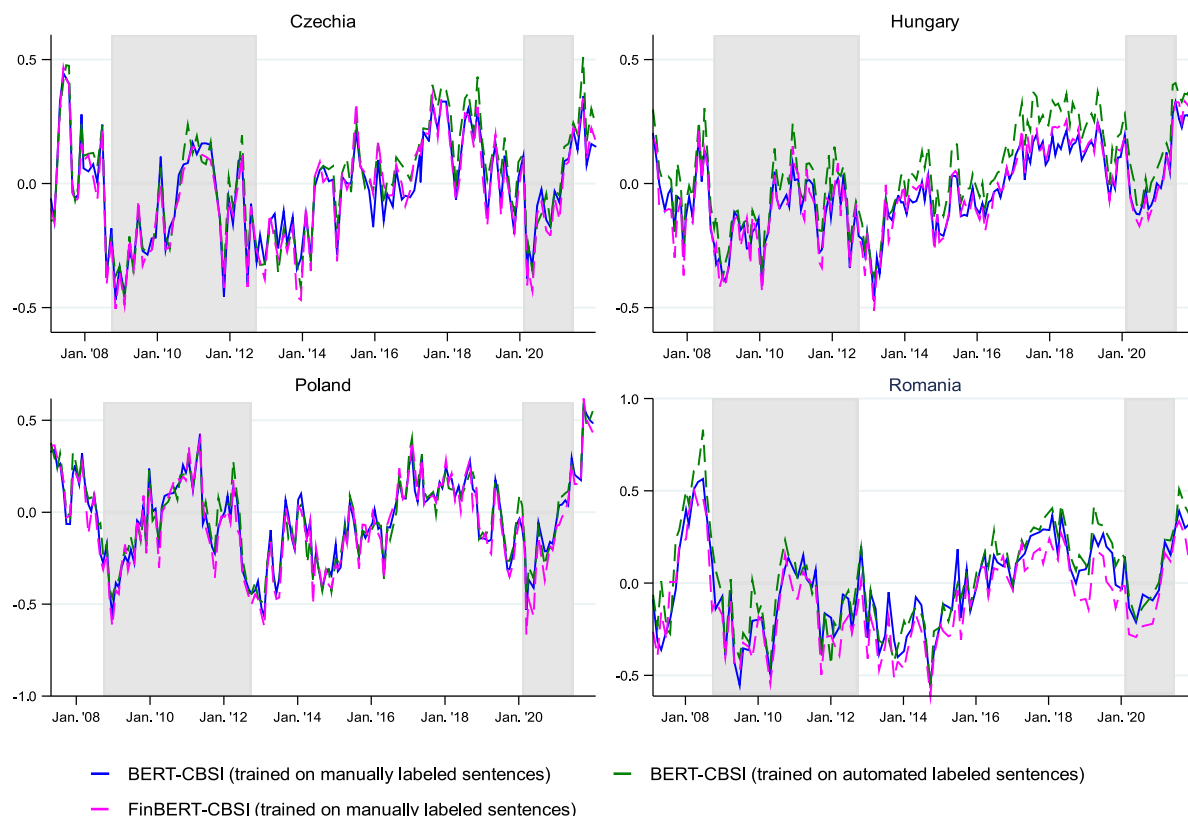 Czechia
Hungary
0.5
0.0
-0.5
Jan. '08 Jan. '10 Jan. '12 Jan. '14 Jan. '16 Jan. '18 Jan. '20
0.5
0.0
-0.5
Jan. '08 Jan. '10 Jan. '12 Jan. '14 Jan. '16 Jan. '18 Jan. '20
Poland
Romania
0.5
0.0
-0.5
-1.0
Jan. '08 Jan. '10 Jan. '12 Jan. '14 Jan. '16 Jan. '18 Jan. '20
1.0
0.5
0.0
-0.5
Jan. '08 Jan. '10 Jan. '12 Jan. '14 Jan. '16 Jan. '18 Jan. '20
BERT-CBSI (trained on manually labeled sentences)
BERT-CBSI (trained on automated labeled sentences)
FinBERT-CBSI (trained on manually labeled sentences)